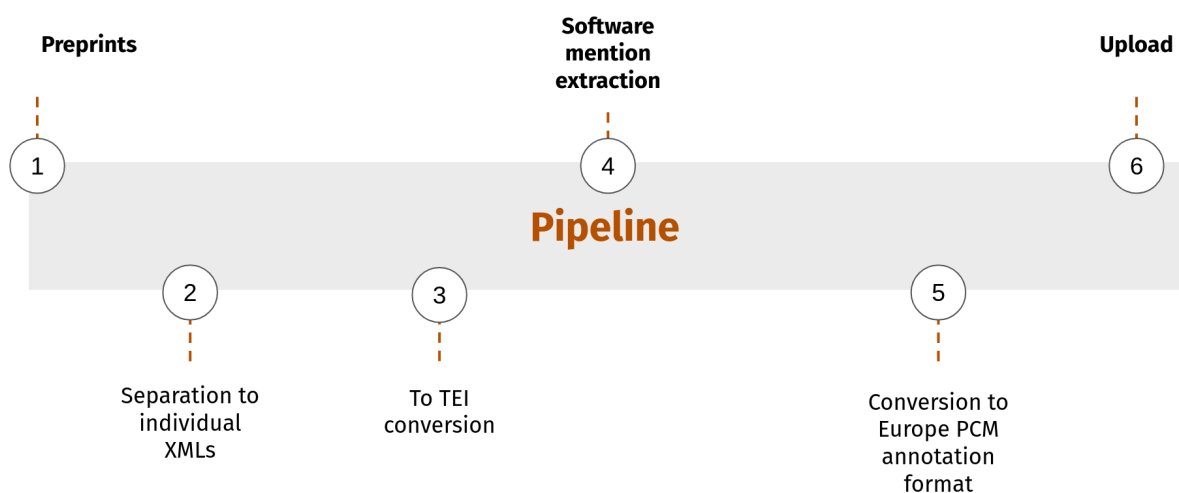 Preprints
Software
mention
extraction
Upload
1
4
6
Pipeline
2
3
5
Separation to
individual
XMLs
To TEI
conversion
Conversion to
Europe PCM
annotation
format